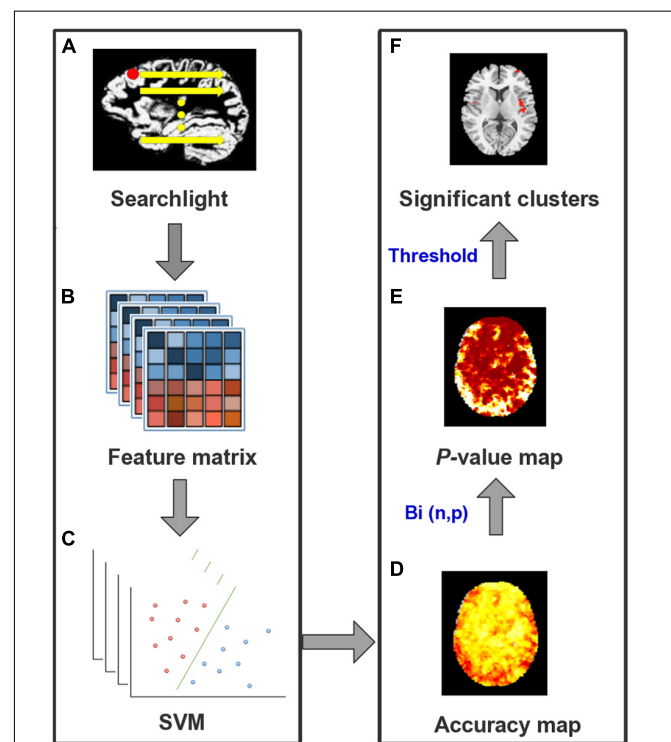 A
Searchlight
B
Feature matrix
C
SVM
F
Significant clusters
Threshold
E
P-value map
Bi (n,p)
D
Accuracy map